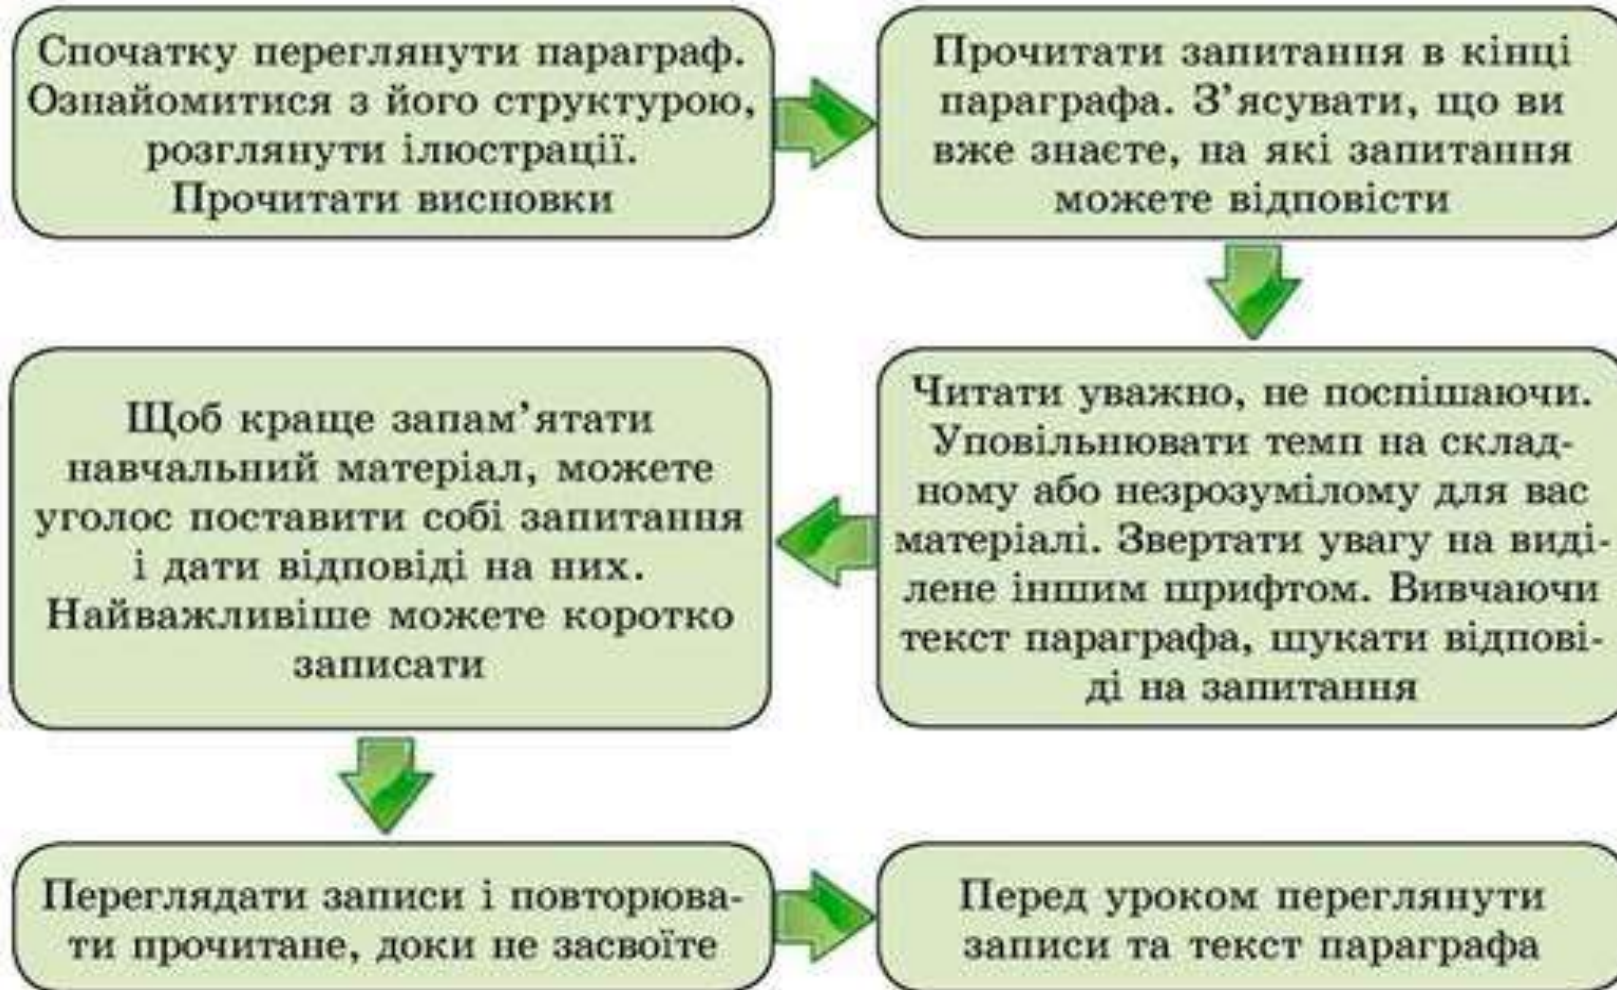 Спочатку переглянути параграф.
Ознайомитися з його структурою,
розглянути ілюстрації.
Прочитати висновки
Прочитати запитання в кінці
параграфа. З’ясувати, що ви
вже знаєте, на які запитання
можете відповісти
Читати уважно, не поспішаючи.
Уповільнювати темп на склад-
ному або незрозумілому для вас
матеріалі. Звертати увагу на виді-
лене іншим шрифтом. Вивчаючи
текст параграфа, шукати відпові-
ді на запитання
Щоб краще запам’ятати
навчальний матеріал, можете
уголос поставити собі запитання
і дати відповіді на них.
Найважливіше можете коротко
записати
Переглядати записи і повторюва-
ти прочитане, доки не засвоїте
Перед уроком переглянути
записи та текст параграфа